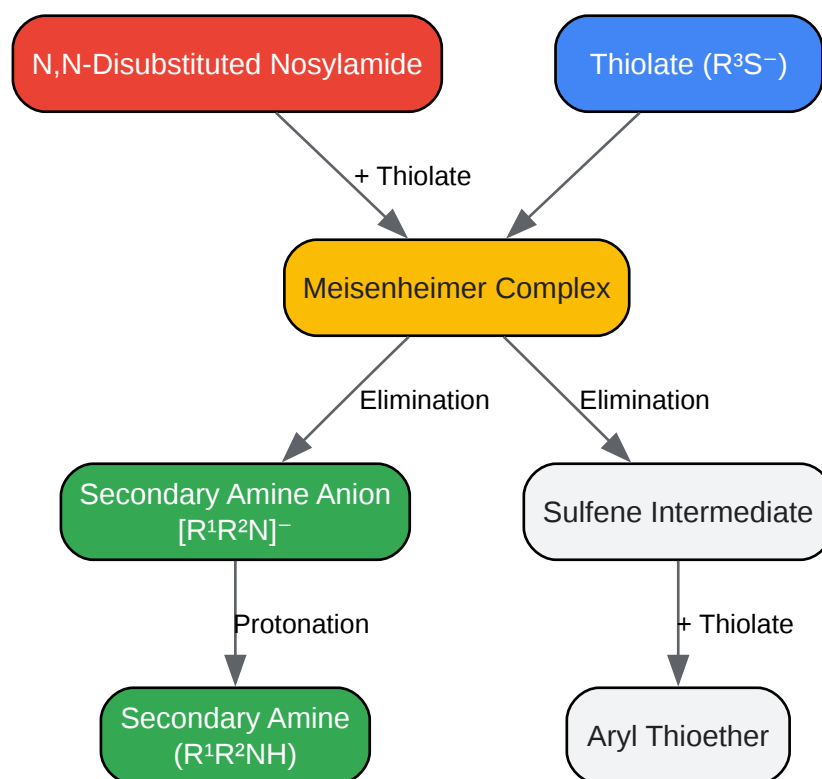 N,N-Disubstituted Nosylamide
Thiolate (R³S⁻)
+ Thiolate
Meisenheimer Complex
Elimination
Elimination
Secondary Amine Anion
[R¹R²N]⁻
Sulfene Intermediate
Protonation
+ Thiolate
Secondary Amine
(R¹R²NH)
Aryl Thioether